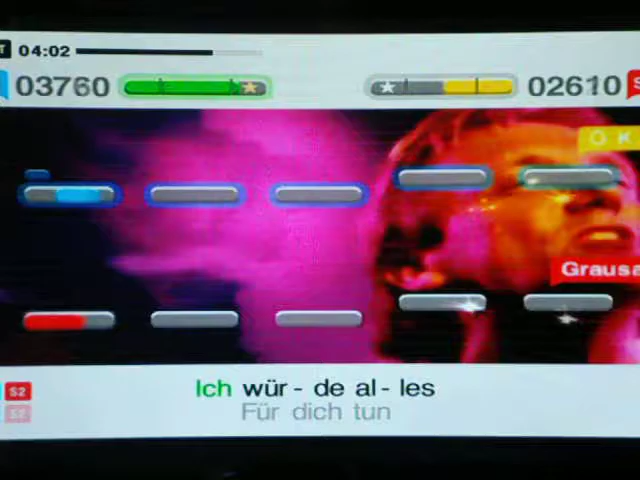 T 04:02
03760
02610 S
OK
Grausa
S2
Ich wür - de al - les
S2
Für dich tun